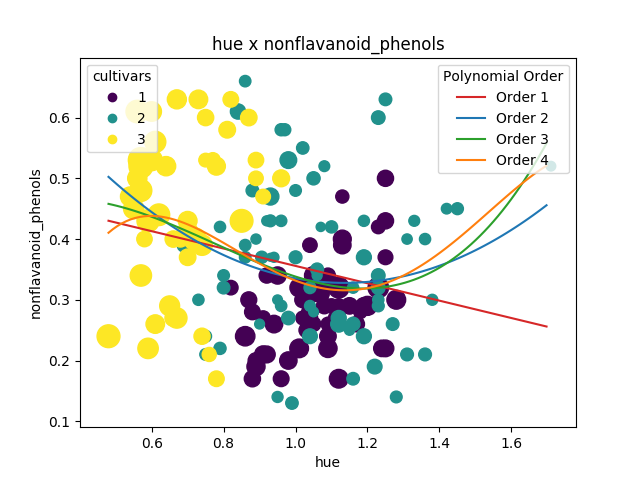 hue x nonflavanoid_phenols
cultivars
1
2
3
Polynomial Order
Order 1
Order 2
Order 3
Order 4
nonflavanoid_phenols
0.6
0.5
0.4
0.3
0.2
0.1
0.6 0.8 1.0 1.2 1.4 1.6
hue